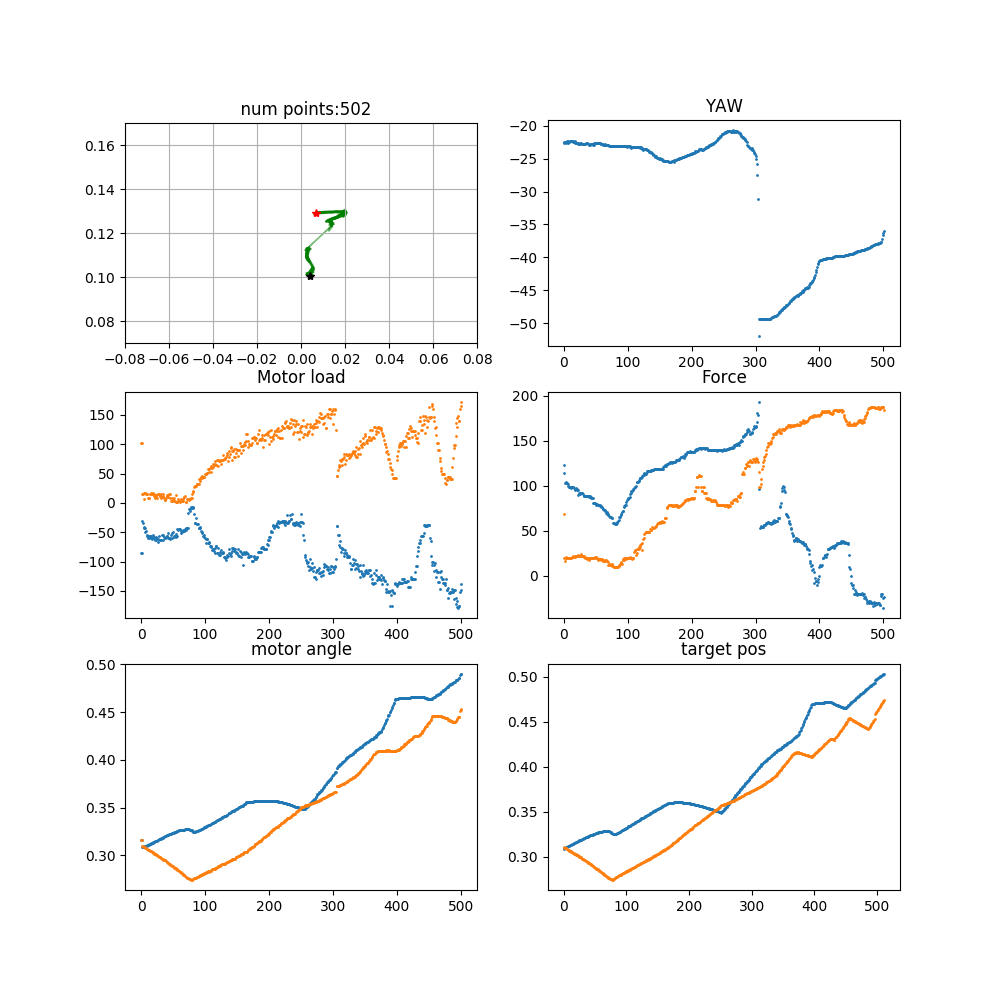 num points:502
YAW
0.16
0.14
0.12
0.10
0.08
−0.08 −0.06 −0.04 −0.02 0.00 0.02 0.04 0.06 0.08
−20
−25
−30
−35
−40
−45
−50
0 100 200 300 400 500
Motor load
Force
150
100
50
0
−50
−100
−150
0 100 200 300 400 500
200
150
100
50
0
0 100 200 300 400 500
motor angle
target pos
0.50
0.45
0.40
0.35
0.30
0 100 200 300 400 500
0.50
0.45
0.40
0.35
0.30
0 100 200 300 400 500